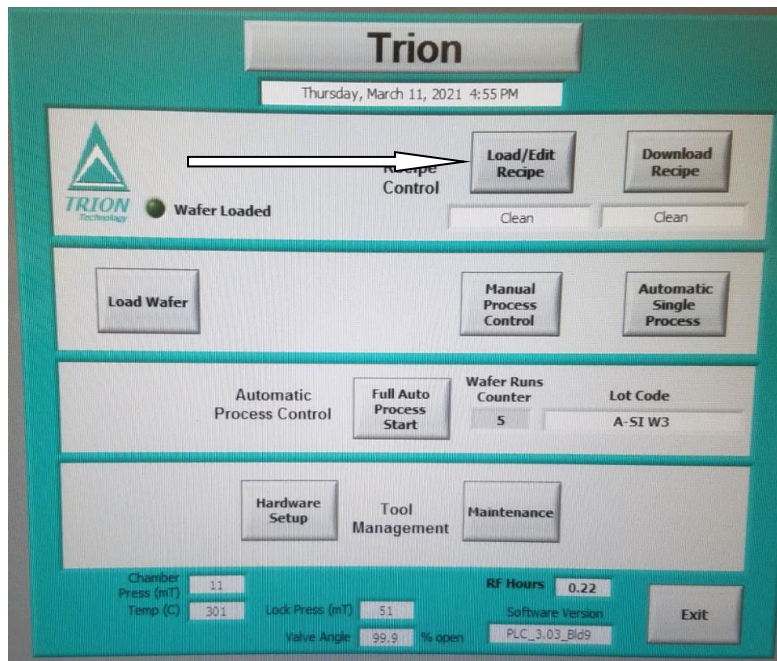 Trion
Thursday, March 11, 2021 4:55 PM
TRION
Technology
Wafer Loaded
Recipe
Control
Load/Edit
Recipe
Download
Recipe
Clean
Clean
Load Wafer
Manual
Process
Control
Automatic
Single
Process
Automatic
Process Control
Full Auto
Process
Start
Wafer Runs
Counter
5
Lot Code
A-SI W3
Hardware
Setup
Tool
Management
Maintenance
Chamber
Press (mT) 11
Temp (C) 301
Lock Press (mT) 51
Valve Angle 99.9 % open
RF Hours 0.22
Software Version
PLC_3.03_Bld9
Exit